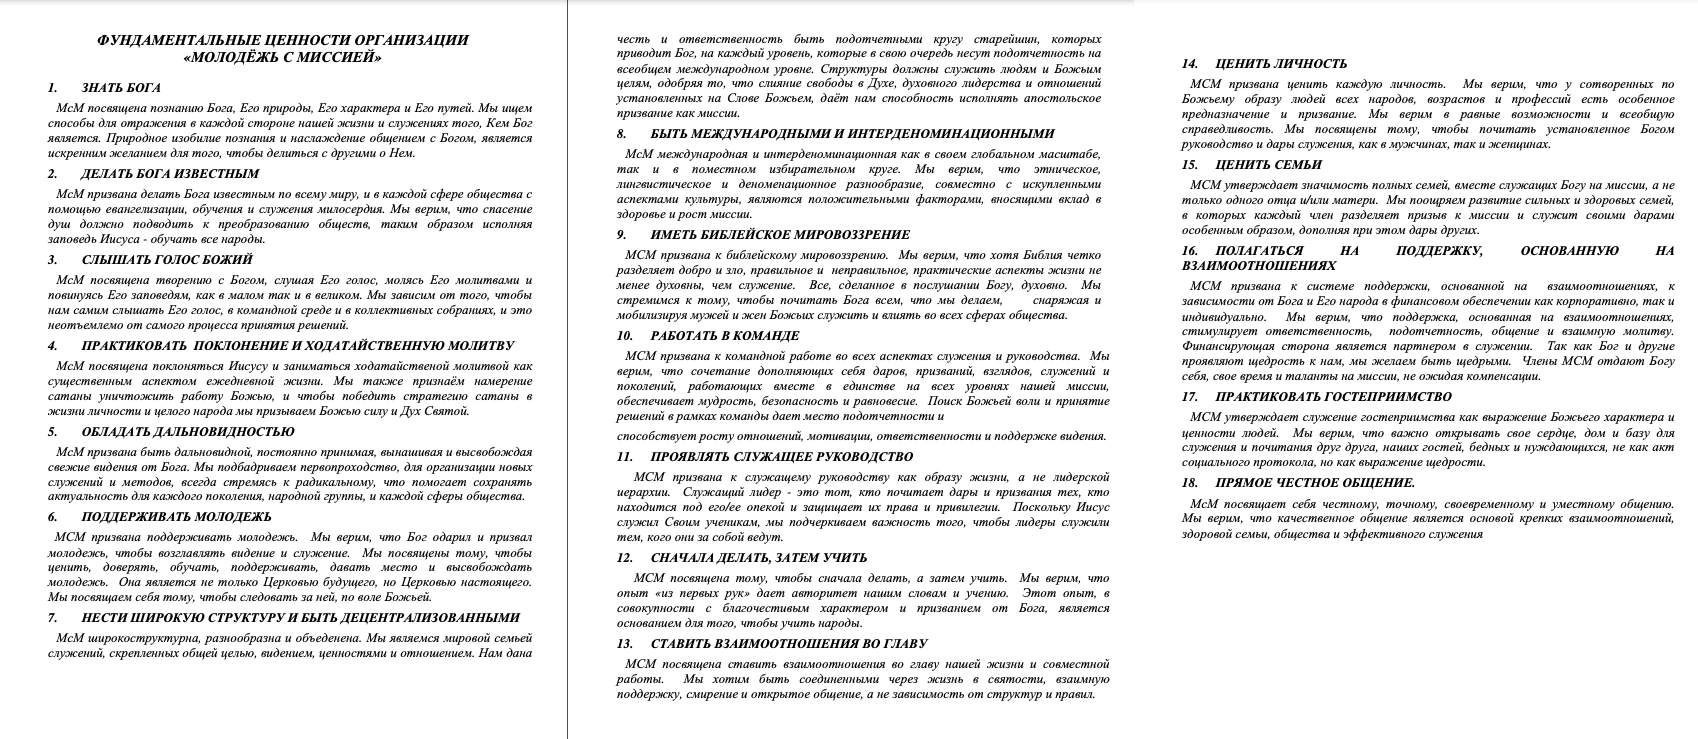 ФУНДАМЕНТАЛЬНЫЕ ЦЕННОСТИ ОРГАНИЗАЦИИ
«МОЛОДЁЖЬ С МИССИЕЙ»
1. ЗНАТЬ БОГА
МсМ посвящена познанию Бога, Его природы, Его характера и Его путей. Мы ищем
способы для отражения в каждой стороне нашей жизни и служениях того, Кем Бог
является. Природное изобилие познания и наслаждение общением с Богом, является
искренним желанием для того, чтобы делиться с другими о Нем.
2. ДЕЛАТЬ БОГА ИЗВЕСТНЫМ
МсМ призвана делать Бога известным по всему миру, и в каждой сфере общества с
помощью евангелизации, обучения и служения милосердия. Мы верим, что спасение
душ должно подводить к преобразованию обществ, таким образом исполняя
заповедь Иисуса - обучать все народы.
3. СЛЫШАТЬ ГОЛОС БОЖИЙ
МсМ посвящена творению с Богом, слушая Его голос, молясь Его молитвами и
повинуясь Его заповедям, как в малом так и в великом. Мы зависим от того, чтобы
нам самим слышать Его голос, в командной среде и в коллективных собраниях, и это
неотъемлемо от самого процесса принятия решений.
4. ПРАКТИКОВАТЬ ПОКЛОНЕНИЕ И ХОДАТАЙСТВЕННУЮ МОЛИТВУ
МсМ посвящена поклоняться Иисусу и заниматься ходатайственой молитвой как
существенным аспектом ежедневной жизни. Мы также признаём намерение
сатаны уничтожить работу Божью, и чтобы победить стратегию сатаны в
жизни личности и целого народа мы призываем Божью силу и Дух Святой.
5. ОБЛАДАТЬ ДАЛЬНОВИДНОСТЬЮ
МсМ призвана быть дальновидной, постоянно принимая, вынашивая и высвобождая
свежие видения от Бога. Мы подбадриваем первопроходство, для организации новых
служений и методов, всегда стремясь к радикальному, что помогает сохранять
актуальность для каждого поколения, народной группы, и каждой сферы общества.
6. ПОДДЕРЖИВАТЬ МОЛОДЕЖЬ
МСМ призвана поддерживать молодежь. Мы верим, что Бог одарил и призвал
молодежь, чтобы возглавлять видение и служение. Мы посвящены тому, чтобы
ценить, доверять, обучать, поддерживать, давать место и высвобождать
молодежь. Она является не только Церковью будущего, но Церковью настоящего.
Мы посвящаем себя тому, чтобы следовать за ней, по воле Божьей.
7. НЕСТИ ШИРОКУЮ СТРУКТУРУ И БЫТЬ ДЕЦЕНТРАЛИЗОВАННЫМИ
МсМ широкоструктурна, разнообразна и объеденена. Мы являемся мировой семьей
служений, скрепленных общей целью, видением, ценностями и отношением. Нам дана
честь и ответственность быть подотчетными кругу старейшин, которых
приводит Бог, на каждый уровень, которые в свою очередь несут подотчетность на
всеобщем международном уровне. Структуры должны служить людям и Божьим
целям, одобряя то, что слияние свободы в Духе, духовного лидерства и отношений
установленных на Слове Божьем, даёт нам способность исполнять апостольское
призвание как миссии.
8. БЫТЬ МЕЖДУНАРОДНЫМИ И ИНТЕРДЕНОМИНАЦИОННЫМИ
МсМ международная и интерденоминационная как в своем глобальном масштабе,
так и в поместном избирательном круге. Мы верим, что этническое,
лингвистическое и деноменационное разнообразие, совместно с искупленными
аспектами культуры, являются положительными факторами, вносящими вклад в
здоровье и рост миссии.
9. ИМЕТЬ БИБЛЕЙСКОЕ МИРОВОЗЗРЕНИЕ
МСМ призвана к библейскому мировоззрению. Мы верим, что хотя Библия четко
разделяет добро и зло, правильное и неправильное, практические аспекты жизни не
менее духовны, чем служение. Все, сделанное в послушании Богу, духовно. Мы
стремимся к тому, чтобы почитать Бога всем, что мы делаем, снаряжая и
мобилизируя мужей и жен Божьих служить и влиять во всех сферах общества.
10. РАБОТАТЬ В КОМАНДЕ
МСМ призвана к командной работе во всех аспектах служения и руководства. Мы
верим, что сочетание дополняющих себя даров, призваний, взглядов, служений и
поколений, работающих вместе в единстве на всех уровнях нашей миссии,
обеспечивает мудрость, безопасность и равновесие. Поиск Божьей воли и принятие
решений в рамках команды дает место подотчетности и
способствует росту отношений, мотивации, ответственности и поддержке видения.
11. ПРОЯВЛЯТЬ СЛУЖАЩЕЕ РУКОВОДСТВО
МСМ призвана к служащему руководству как образу жизни, а не лидерской
иерархии. Служащий лидер - это тот, кто почитает дары и призвания тех, кто
находится под его/ее опекой и защищает их права и привилегии. Поскольку Иисус
служил Своим ученикам, мы подчеркиваем важность того, чтобы лидеры служили
тем, кого они за собой ведут.
12. СНАЧАЛА ДЕЛАТЬ, ЗАТЕМ УЧИТЬ
МСМ посвящена тому, чтобы сначала делать, а затем учить. Мы верим, что
опыт «из первых рук» дает авторитет нашим словам и учению. Этот опыт, в
совокупности с благочестивым характером и призванием от Бога, является
основанием для того, чтобы учить народы.
13. СТАВИТЬ ВЗАИМООТНОШЕНИЯ ВО ГЛАВУ
МСМ посвящена ставить взаимоотношения во главу нашей жизни и совместной
работы. Мы хотим быть соединенными через жизнь в святости, взаимную
поддержку, смирение и открытое общение, а не зависимость от структур и правил.
14. ЦЕНИТЬ ЛИЧНОСТЬ
МСМ призвана ценить каждую личность. Мы верим, что у сотворенных по
Божьему образу людей всех народов, возрастов и профессий есть особенное
предназначение и призвание. Мы верим в равные возможности и всеобщую
справедливость. Мы посвящены тому, чтобы почитать установленное Богом
руководство и дары служения, как в мужчинах, так и женщинах.
15. ЦЕНИТЬ СЕМЬИ
МСМ утверждает значимость полных семей, вместе служащих Богу на миссии, а не
только одного отца и/или матери. Мы поощряем развитие сильных и здоровых семей,
в которых каждый член разделяет призыв к миссии и служит своими дарами
особенным образом, дополняя при этом дары других.
16. ПОЛАГАТЬСЯ НА ПОДДЕРЖКУ, ОСНОВАННУЮ НА
ВЗАИМООТНОШЕНИЯХ
МСМ призвана к системе поддержки, основанной на взаимоотношениях, к
зависимости от Бога и Его народа в финансовом обеспечении как корпоративно, так и
индивидуально. Мы верим, что поддержка, основанная на взаимоотношениях,
стимулирует ответственность, подотчетность, общение и взаимную молитву.
Финансирующая сторона является партнером в служении. Так как Бог и другие
проявляют щедрость к нам, мы желаем быть щедрыми. Члены МСМ отдают Богу
себя, свое время и таланты на миссии, не ожидая компенсации.
17. ПРАКТИКОВАТЬ ГОСТЕПРИИМСТВО
МСМ утверждает служение гостеприимства как выражение Божьего характера и
ценности людей. Мы верим, что важно открывать свое сердце, дом и базу для
служения и почитания друг друга, наших гостей, бедных и нуждающихся, не как акт
социального протокола, но как выражение щедрости.
18. ПРЯМОЕ ЧЕСТНОЕ ОБЩЕНИЕ.
МсМ посвящает себя честному, точному, своевременному и уместному общению.
Мы верим, что качественное общение является основой крепких взаимоотношений,
здоровой семьи, общества и эффективного служения